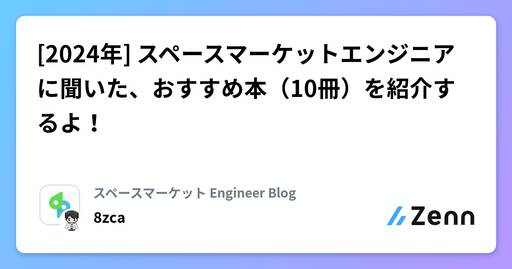 [2024年] スペースマーケットエンジニア
に聞いた、おすすめ本（10冊）を紹介す
るよ！
スペースマーケット Engineer Blog
8zca
Zenn